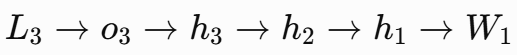 L₃ → o₃ → h₃ → h₂ → h₁ → W₁